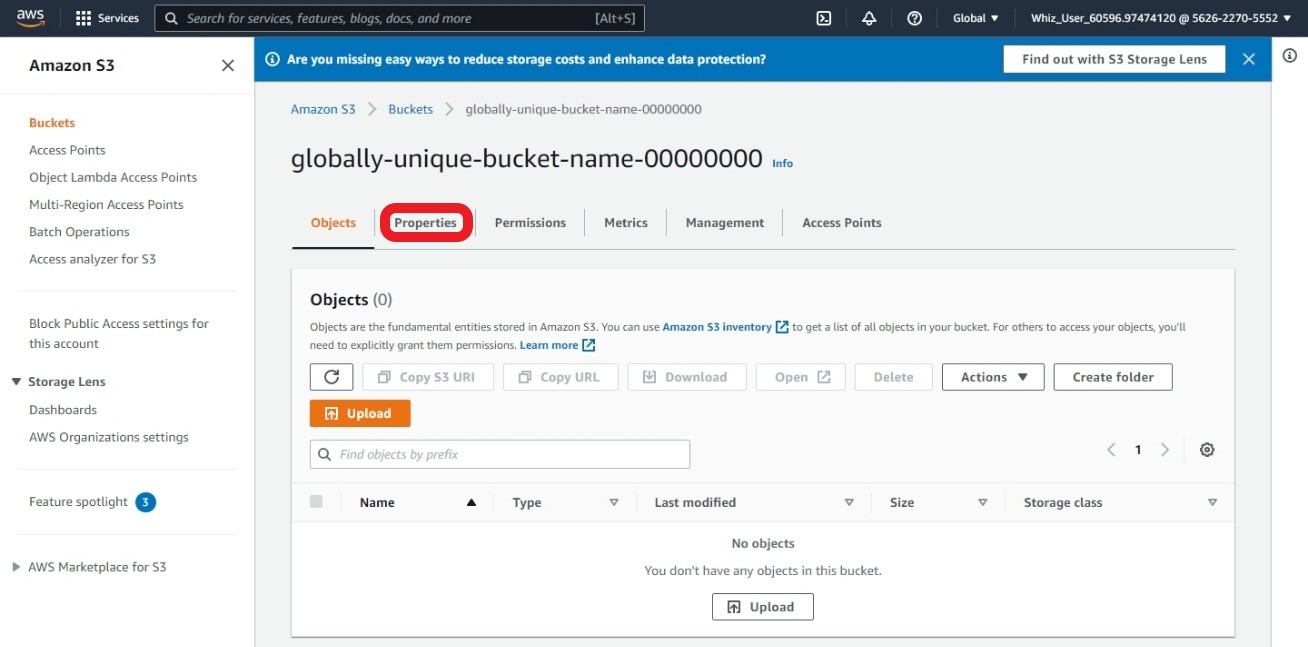 aws Services Search for services, features, blogs, docs, and more [Alt+S] Global Whiz_User_60596.97474120 @ 5626-2270-5552
Amazon S3
Buckets
Access Points
Object Lambda Access Points
Multi-Region Access Points
Batch Operations
Access analyzer for S3
Block Public Access settings for
this account
Storage Lens
Dashboards
AWS Organizations settings
Feature spotlight 3
AWS Marketplace for S3
Are you missing easy ways to reduce storage costs and enhance data protection? Find out with S3 Storage Lens
Amazon S3 Buckets globally-unique-bucket-name-00000000
globally-unique-bucket-name-00000000 Info
Objects Properties Permissions Metrics Management Access Points
Objects (0)
Objects are the fundamental entities stored in Amazon S3. You can use Amazon S3 inventory to get a list of all objects in your bucket. For others to access your objects, you'll
need to explicitly grant them permissions. Learn more
Copy S3 URI Copy URL Download Open Delete Actions Create folder
Upload
Find objects by prefix 1
Name Type Last modified Size Storage class
No objects
You don't have any objects in this bucket.
Upload